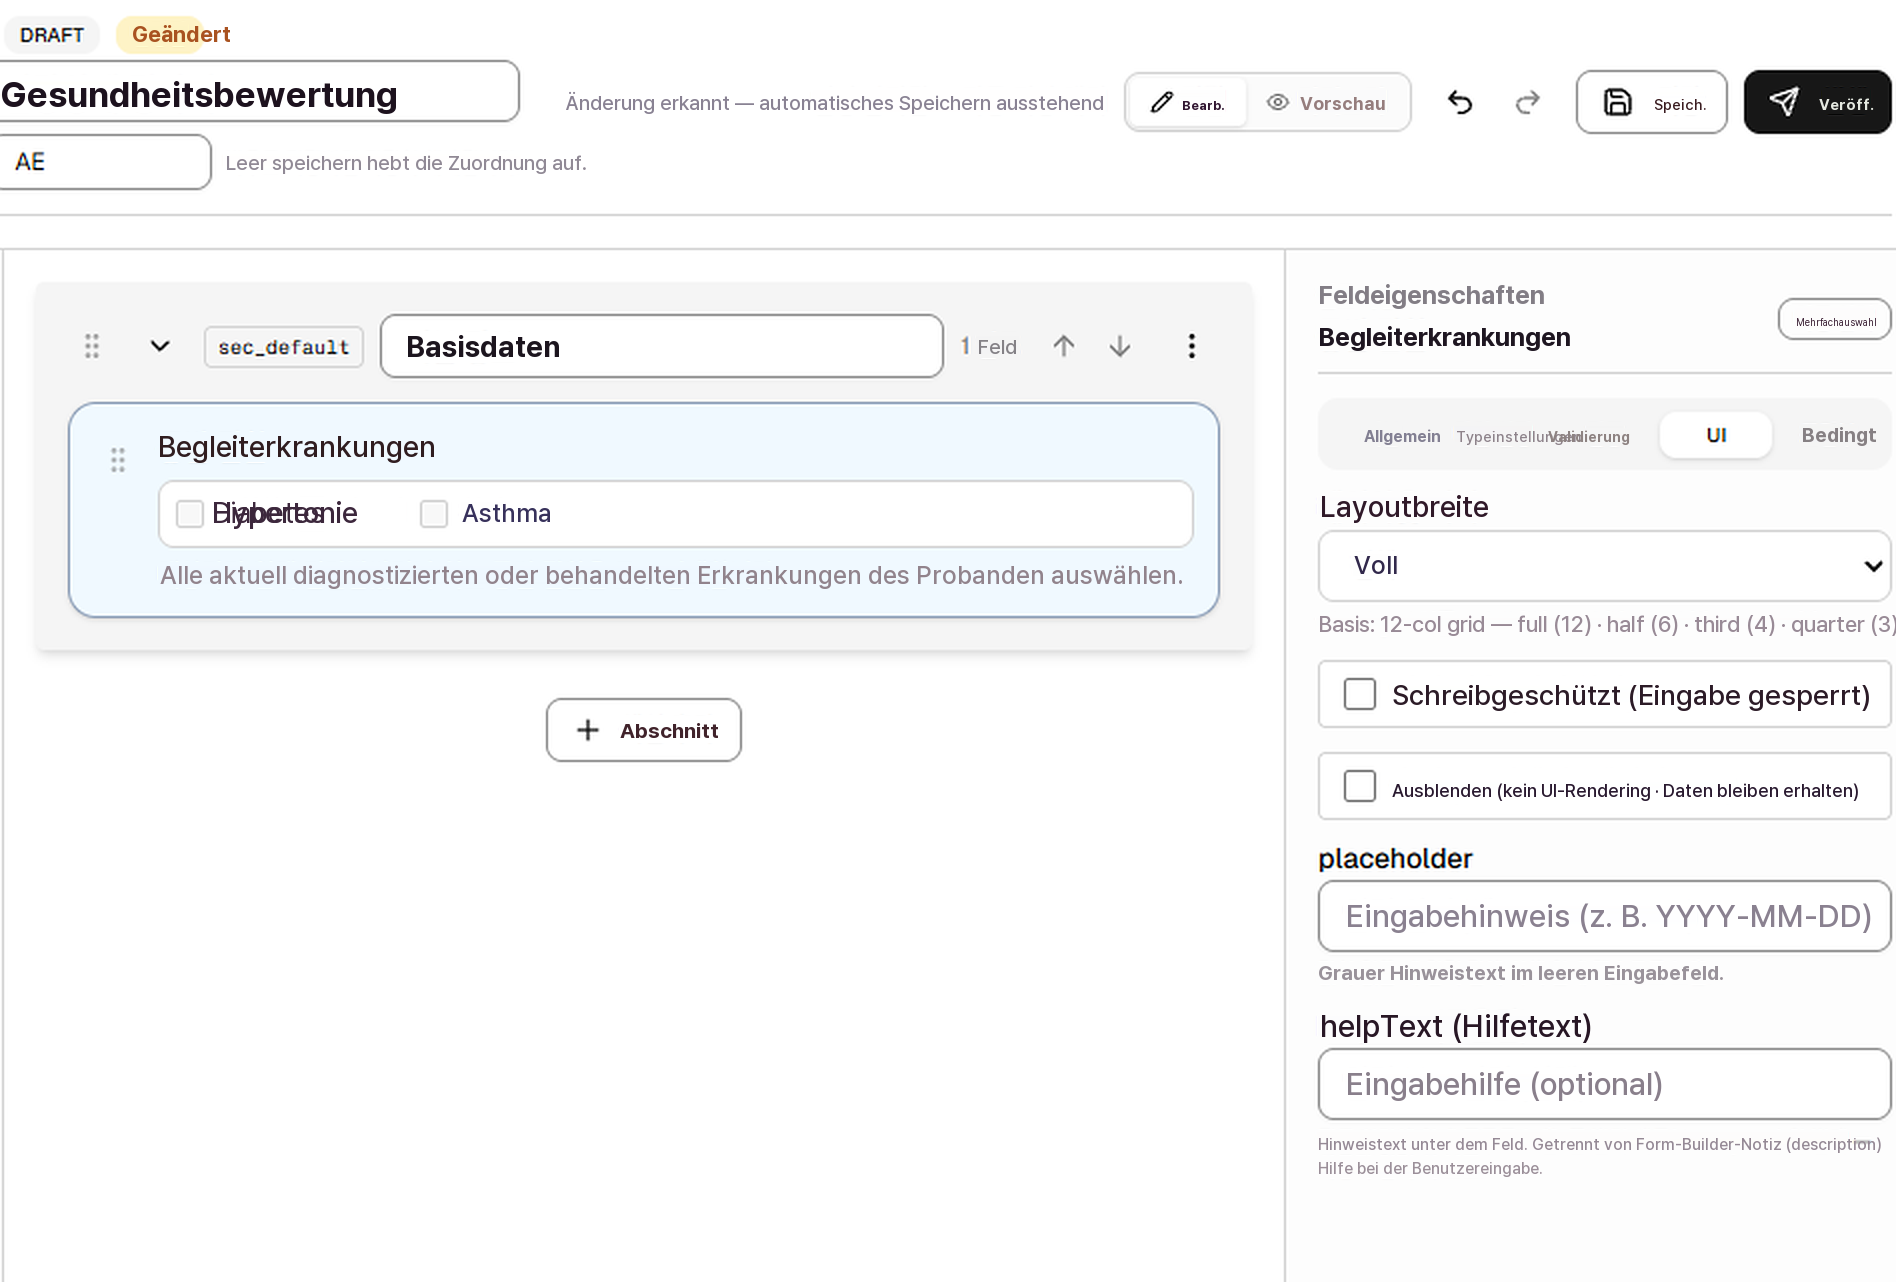 DRAFT Geändert
Gesundheitsbewertung
Änderung erkannt — automatisches Speichern ausstehend
Bearb.
Vorschau
Speich.
Veröff.
AE
Leer speichern hebt die Zuordnung auf.
sec_default
Basisdaten
1 Feld
Begleiterkrankungen
Diabetes
Hypertonie
Asthma
Alle aktuell diagnostizierten oder behandelten Erkrankungen des Probanden auswählen.
Abschnitt
Feldeigenschaften
Begleiterkrankungen
Mehrfachauswahl
Allgemein
Typeinstellungen
Validierung
UI
Bedingt
Layoutbreite
Voll
Basis: 12-col grid — full (12) · half (6) · third (4) · quarter (3)
Schreibgeschützt (Eingabe gesperrt)
Ausblenden (kein UI-Rendering · Daten bleiben erhalten)
placeholder
Eingabehinweis (z. B. YYYY-MM-DD)
Grauer Hinweistext im leeren Eingabefeld.
helpText (Hilfetext)
Eingabehilfe (optional)
Hinweistext unter dem Feld. Getrennt von Form-Builder-Notiz (description)
Hilfe bei der Benutzereingabe.